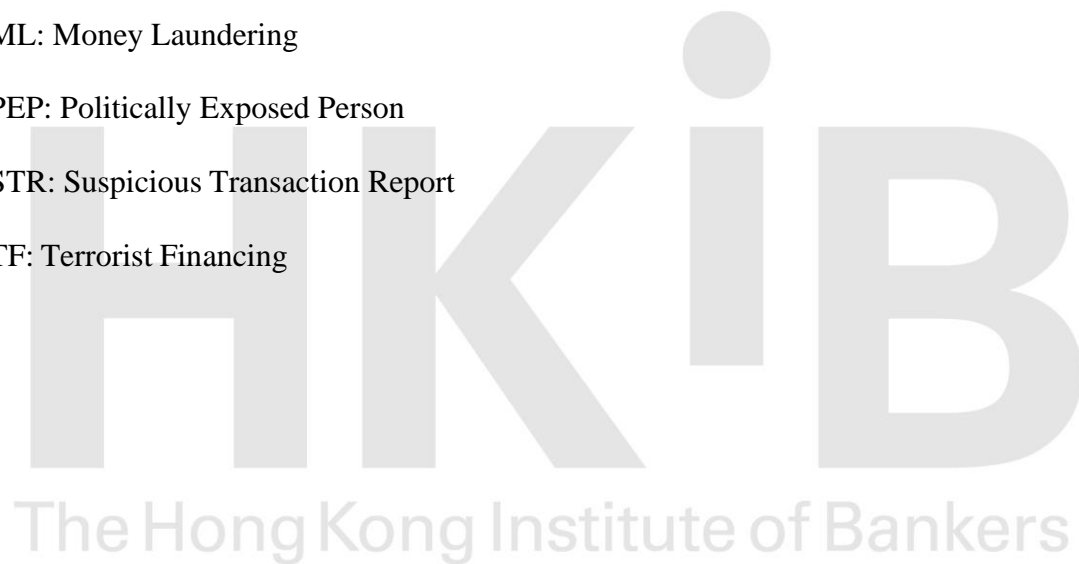 ML: Money Laundering
PEP: Politically Exposed Person
STR: Suspicious Transaction Report
TF: Terrorist Financing
HKIB
The Hong Kong Institute of Bankers